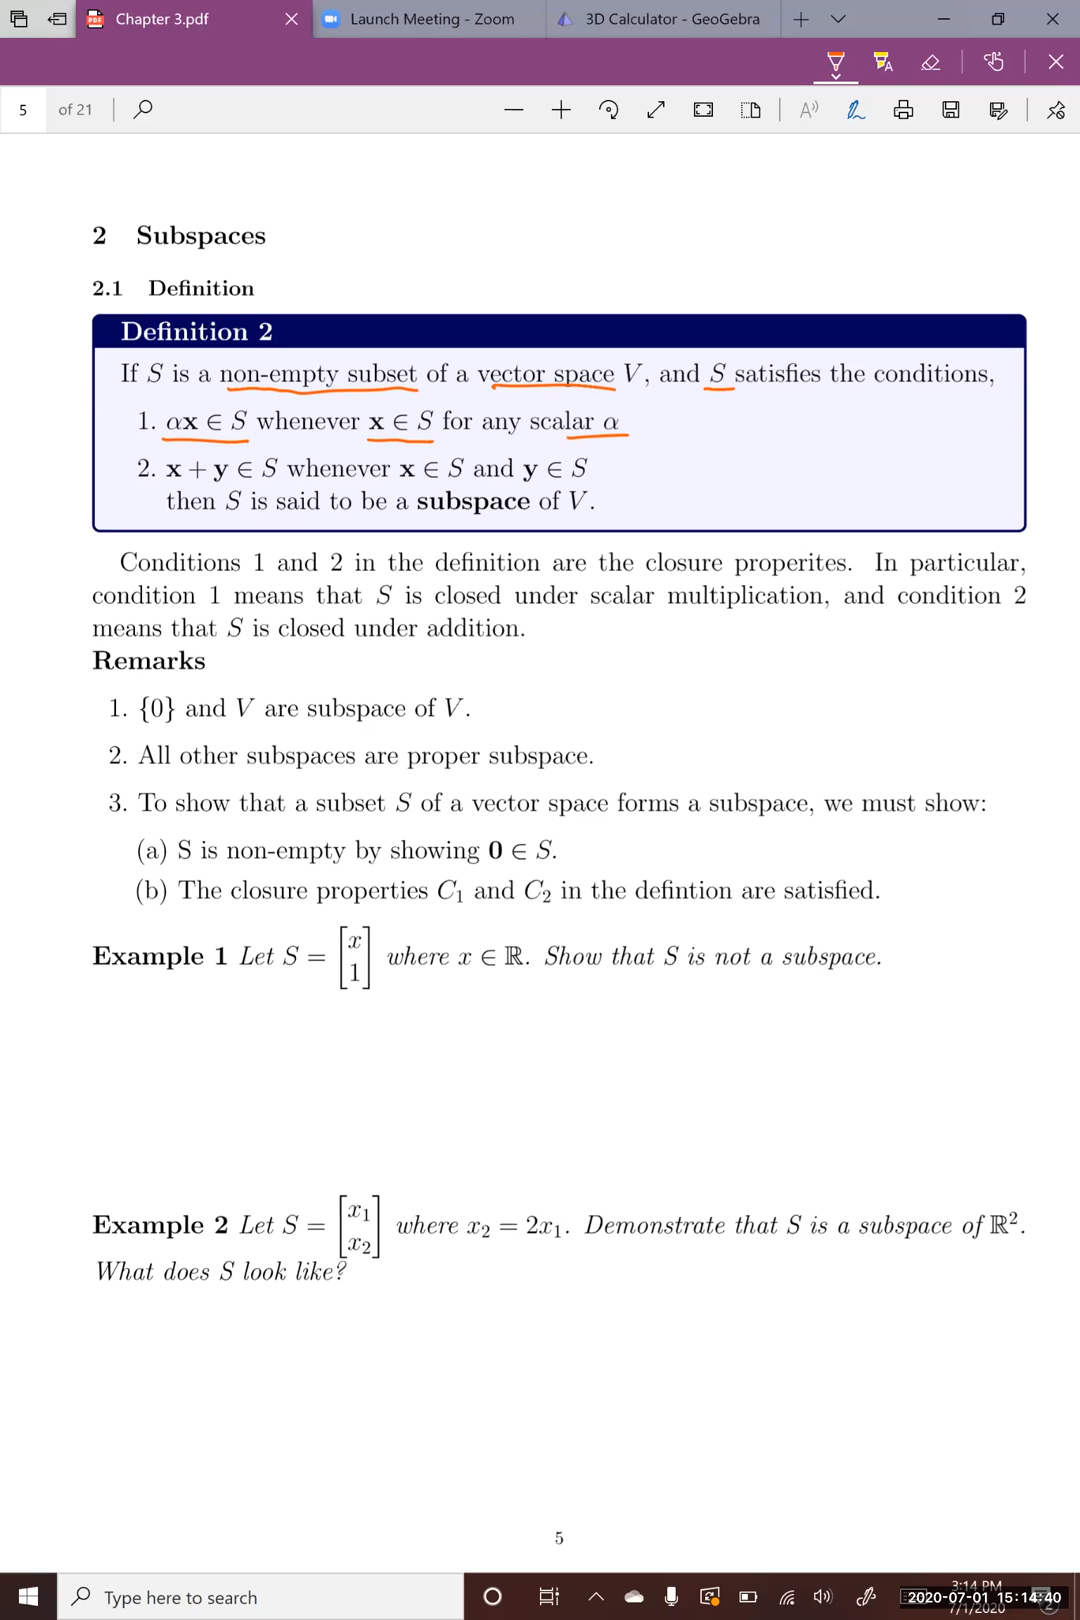 Chapter 3.pdf
Launch Meeting - Zoom
3D Calculator - GeoGebra
5 of 21
2 Subspaces
2.1 Definition
Definition 2
If S is a non-empty subset of a vector space V, and S satisfies the conditions,
1. αx ∈ S whenever x ∈ S for any scalar α
2. x + y ∈ S whenever x ∈ S and y ∈ S
then S is said to be a subspace of V.
Conditions 1 and 2 in the definition are the closure properites. In particular,
condition 1 means that S is closed under scalar multiplication, and condition 2
means that S is closed under addition.
Remarks
1. {0} and V are subspace of V.
2. All other subspaces are proper subspace.
3. To show that a subset S of a vector space forms a subspace, we must show:
(a) S is non-empty by showing 0 ∈ S.
(b) The closure properties C₁ and C₂ in the defintion are satisfied.
Example 1 Let S = [x 1] where x ∈ ℝ. Show that S is not a subspace.
Example 2 Let S = [x₁ x₂] where x₂ = 2x₁. Demonstrate that S is a subspace of ℝ².
What does S look like?
5
Type here to search
3:14 PM
2020-07-01 15:14:40
7/1/2020